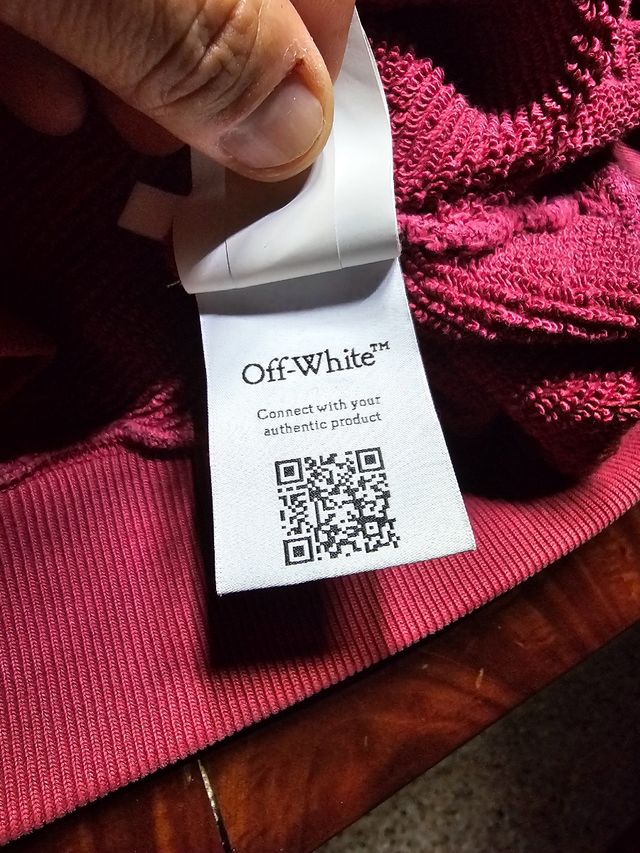 Off-White™
Connect with your
authentic product